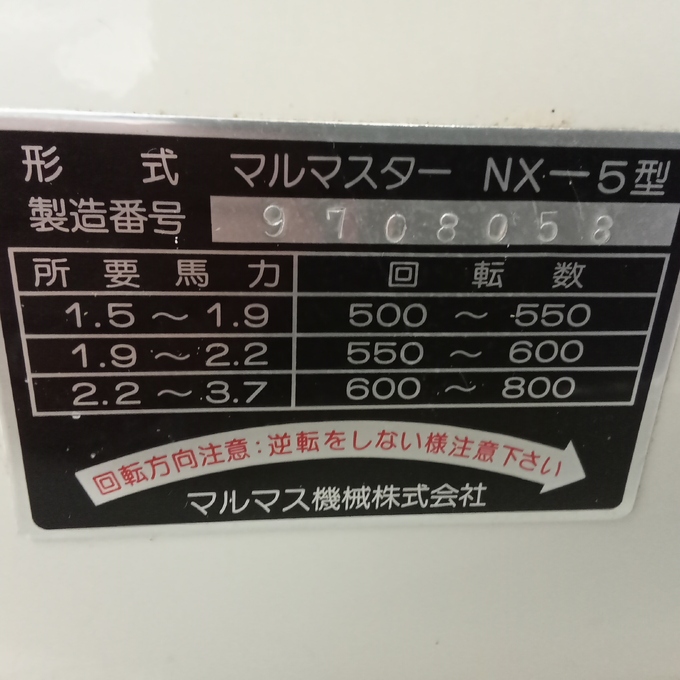 形式 マルマスター NX-5型
製造番号 9708058
所要馬力 回転数
1.5～1.9 500～550
1.9～2.2 550～600
2.2～3.7 600～800
回転方向注意:逆転をしない様注意下さい
マルマス機械株式会社